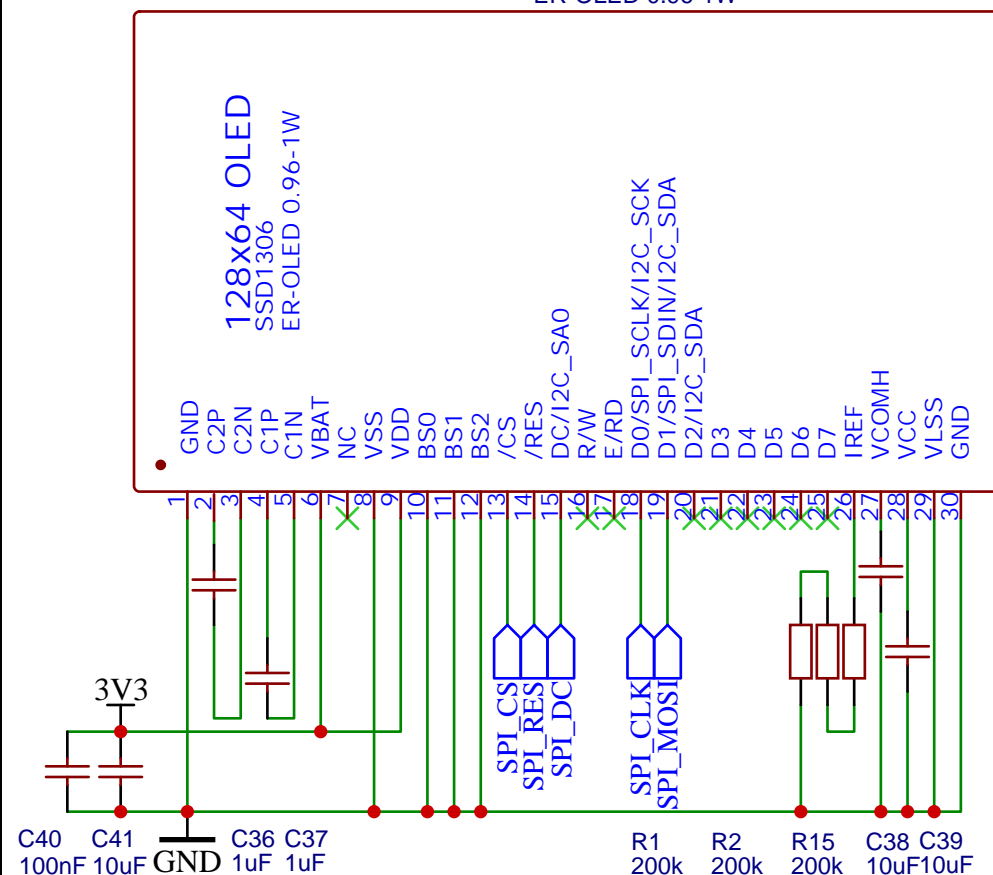 128x64 OLED
SSD1306
ER-OLED 0.96-1W
GND
C2P
C2N
C1P
C1N
VBAT
NC
VSS
VDD
BS0
BS1
BS2
/CS
/RES
DC/I2C_SA0
R/W
E/RD
D0/SPI_SCLK/I2C_SCK
D1/SPI_SDIN/I2C_SDA
D2/I2C_SDA
D3
D4
D5
D6
D7
IREF
VCOMH
VCC
VLSS
GND
1
2
3
4
5
6
7
8
9
10
11
12
13
14
15
16
17
18
19
20
21
22
23
24
25
26
27
28
29
30
3V3
SPI_CS
SPI_RES
SPI_DC
SPI_CLK
SPI_MOSI
C40
100nF
C41
10uF
GND
C36
1uF
C37
1uF
R1
200k
R2
200k
R15
200k
C38
10uF
C39
10uF